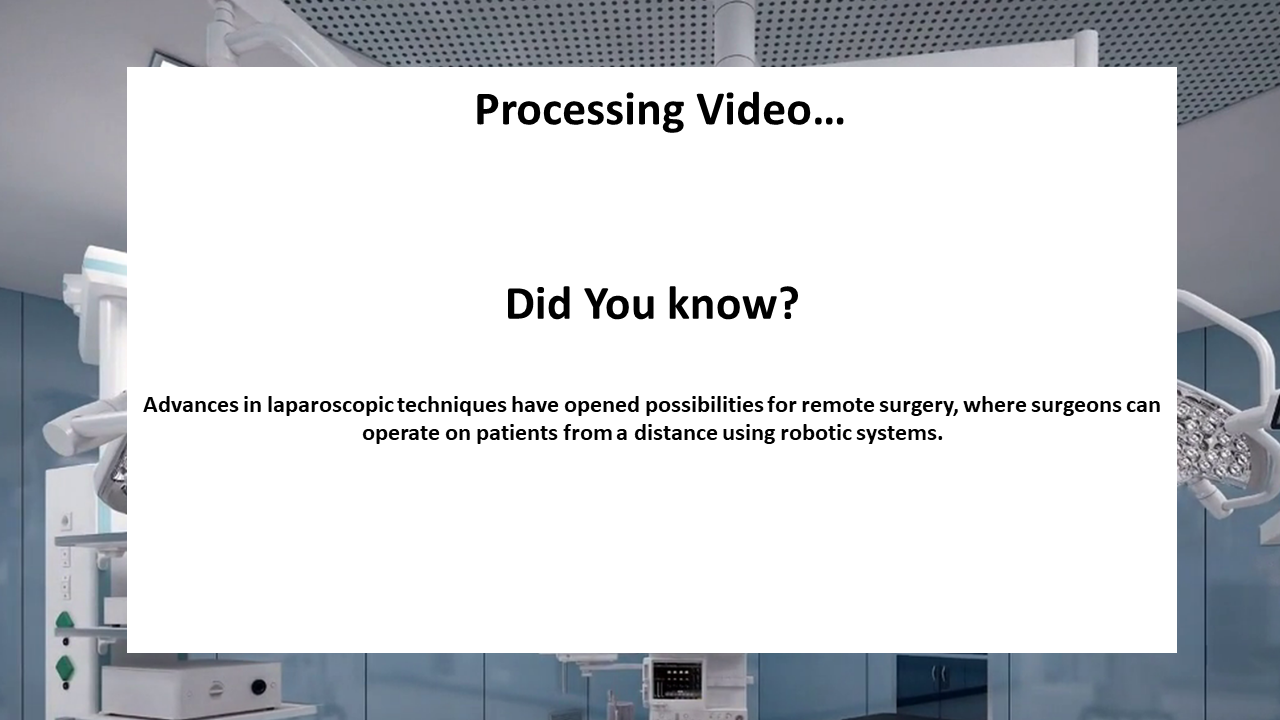 Processing Video…
Did You know?
Advances in laparoscopic techniques have opened possibilities for remote surgery, where surgeons can
operate on patients from a distance using robotic systems.